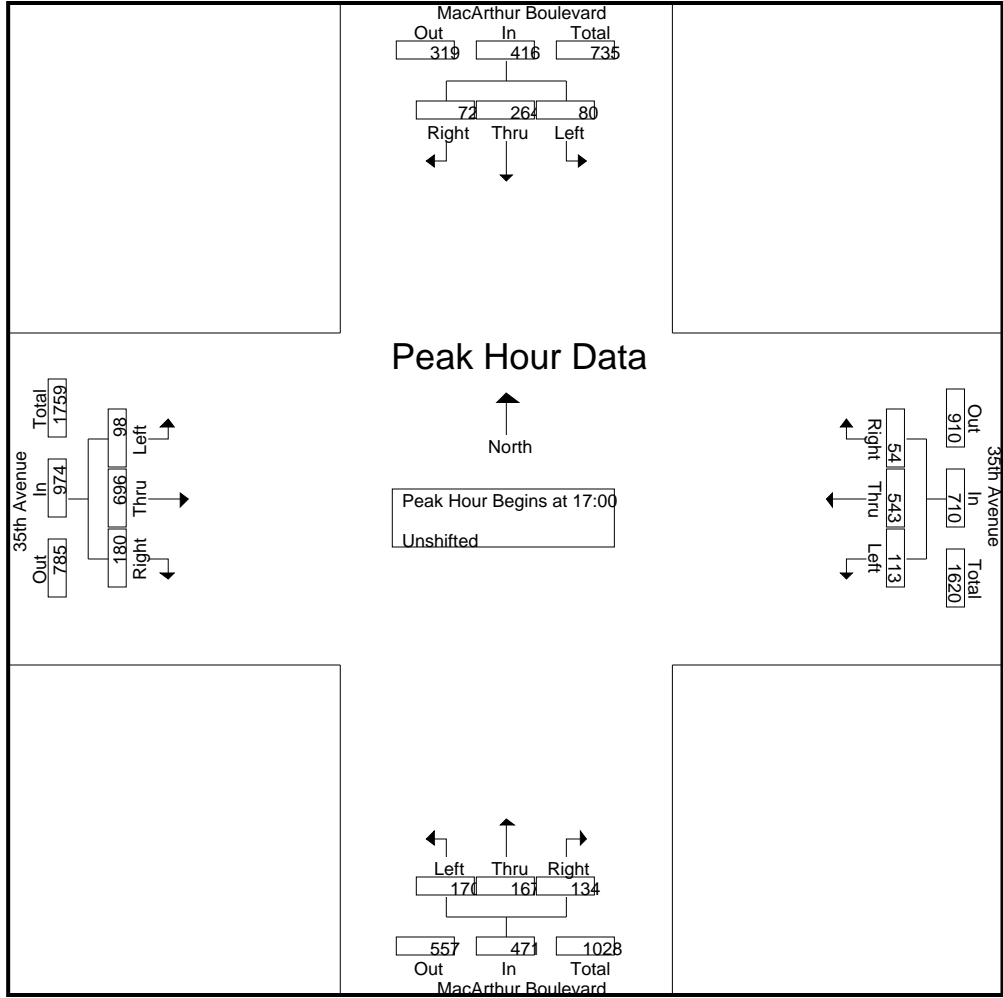 MacArthur Boulevard
Out In Total
319 416 735
72 264 80
Right Thru Left
Peak Hour Data
North
Peak Hour Begins at 17:00
Unshifted
35th Avenue
Out In Total
785 974 1759
180 696 98
Right Thru Left
35th Avenue
Out In Total
910 710 1620
54 543 113
Right Thru Left
Left Thru Right
170 167 134
557 471 1028
Out In Total
MacArthur Boulevard